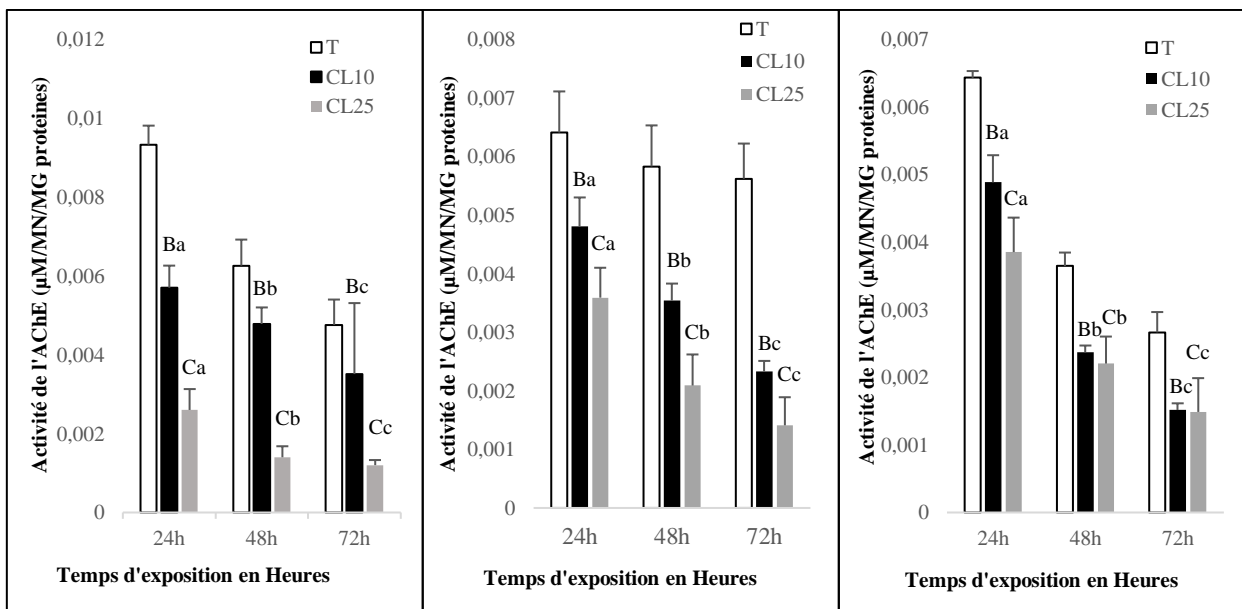 Activité de l'AChE (µM/MN/MG proteines)
0,012
0,01
0,008
0,006
0,004
0,002
0
T
CL10
CL25
Ba
Ca
Bb
Cb
Bc
Cc
24h 48h 72h
Temps d'exposition en Heures
Activité de l'AChE (µM/MN/MG proteines)
0,008
0,007
0,006
0,005
0,004
0,003
0,002
0,001
0
T
CL10
CL25
Ba
Ca
Bb
Cb
Bc
Cc
24h 48h 72h
Temps d'exposition en Heures
Activité de l'AChE (µM/MN/MG proteines)
0,007
0,006
0,005
0,004
0,003
0,002
0,001
0
T
CL10
CL25
Ba
Ca
Bb
Cb
Bc
Cc
24h 48h 72h
Temps d'exposition en Heures